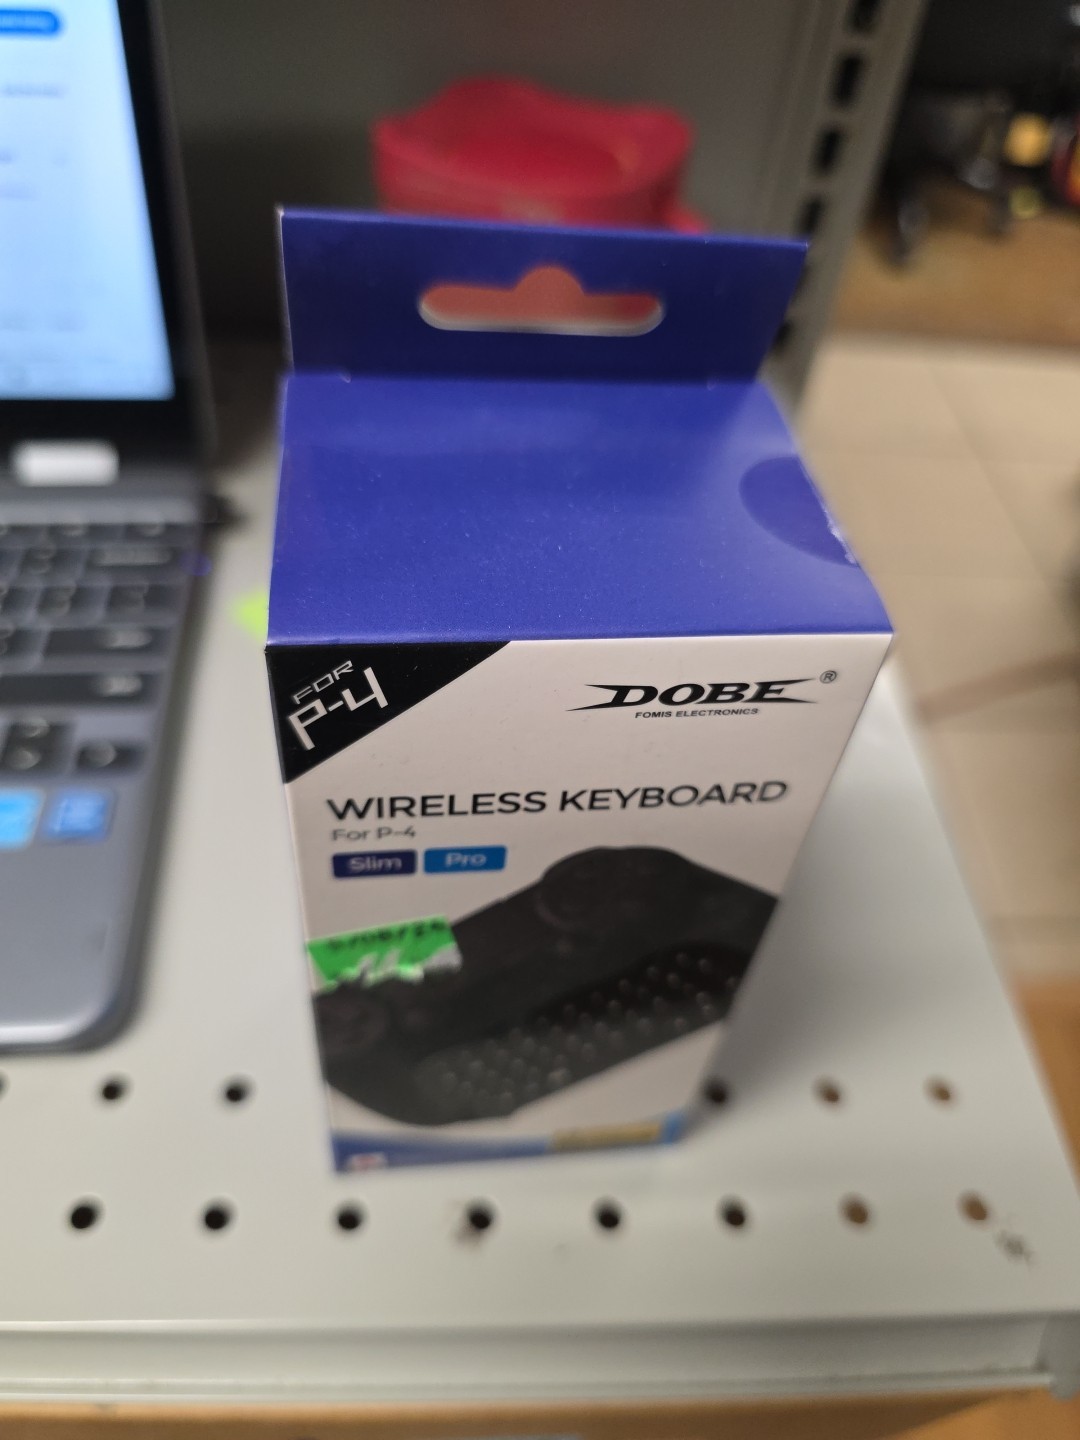 FOR
P-4
DOBE®
FOMIS ELECTRONICS
WIRELESS KEYBOARD
For P-4
Slim Pro